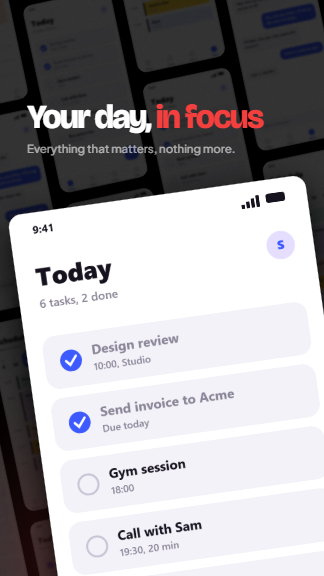 Your day, in focus
Everything that matters, nothing more.
9:41
Today
S
6 tasks, 2 done
Design review
10:00, Studio
Send invoice to Acme
Due today
Gym session
18:00
Call with Sam
19:30, 20 min